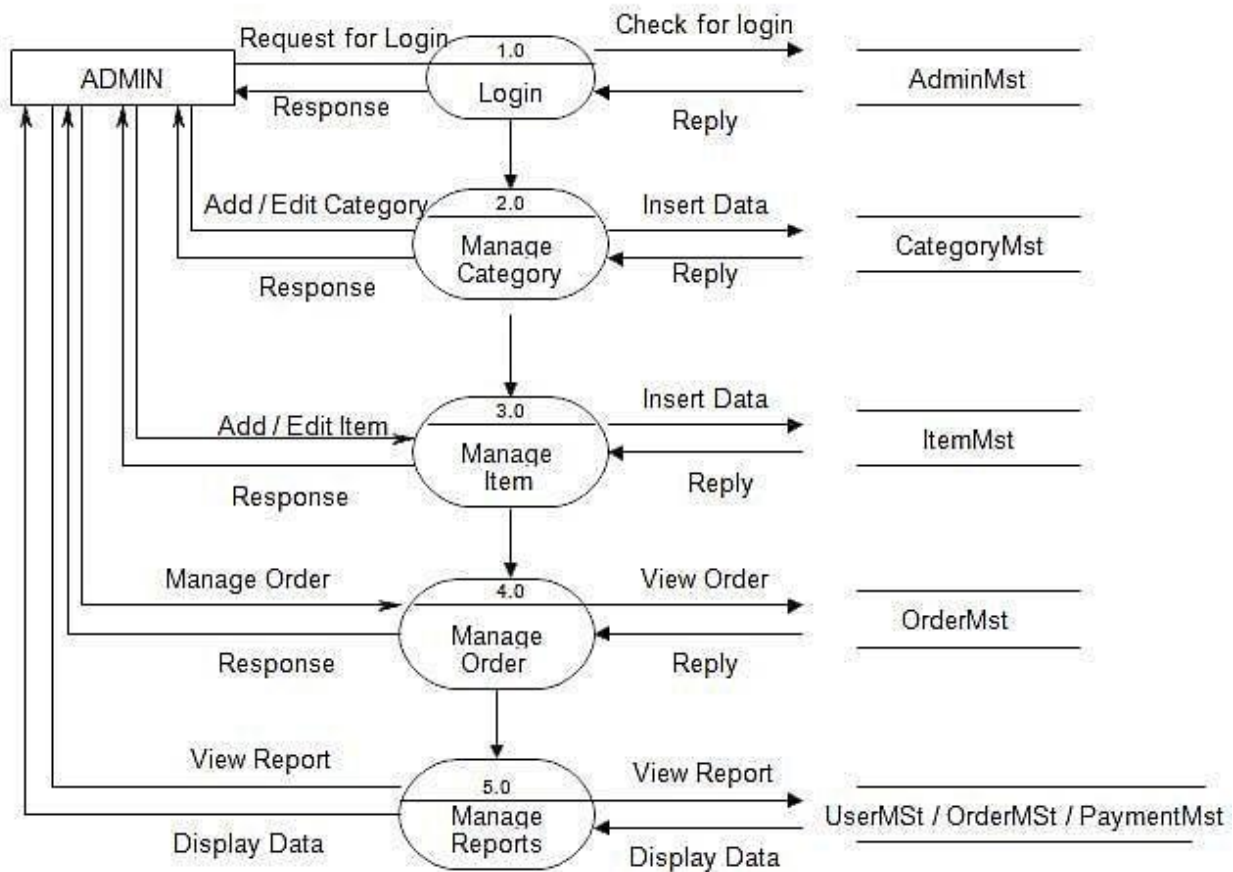 Request for Login
Check for login
1.0
ADMIN
Login
AdminMst
Response
Reply
Add / Edit Category
2.0
Insert Data
Manage
Category
CategoryMst
Response
Reply
Add / Edit Item
3.0
Insert Data
Manage
Item
ItemMst
Response
Reply
Manage Order
4.0
View Order
Manage
Order
OrderMst
Response
Reply
View Report
5.0
View Report
Manage
Reports
UserMSt / OrderMSt / PaymentMst
Display Data
Display Data